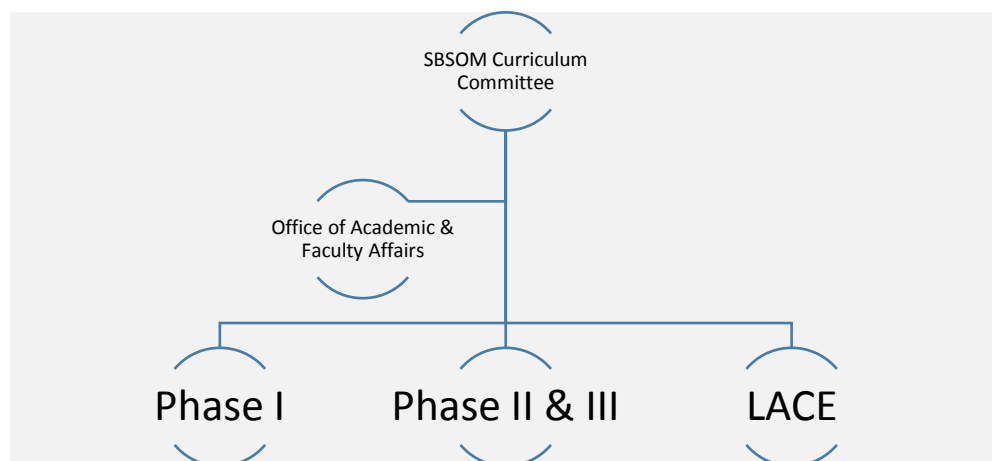 SBSOM Curriculum
Committee
Office of Academic &
Faculty Affairs
Phase I
Phase II & III
LACE